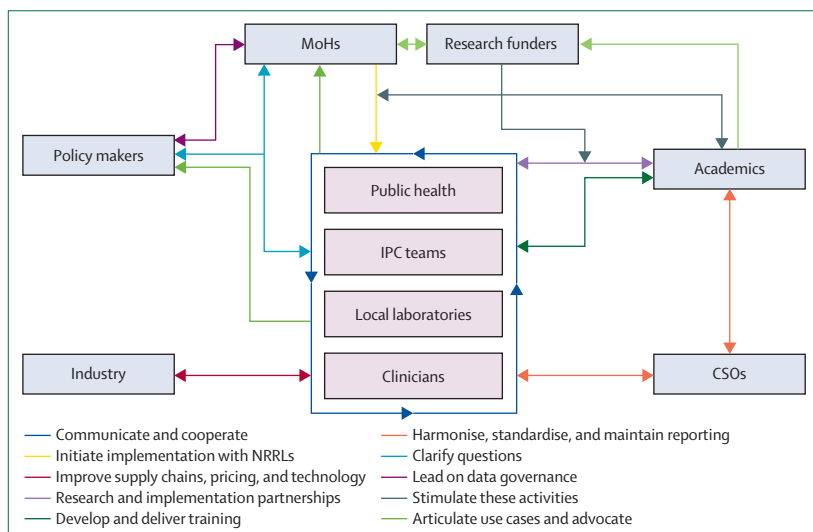 MoHs
Research funders
Policy makers
Academics
Public health
IPC teams
Local laboratories
Clinicians
Industry
CSOs
Communicate and cooperate
Initiate implementation with NRRLs
Improve supply chains, pricing, and technology
Research and implementation partnerships
Develop and deliver training
Harmonise, standardise, and maintain reporting
Clarify questions
Lead on data governance
Stimulate these activities
Articulate use cases and advocate